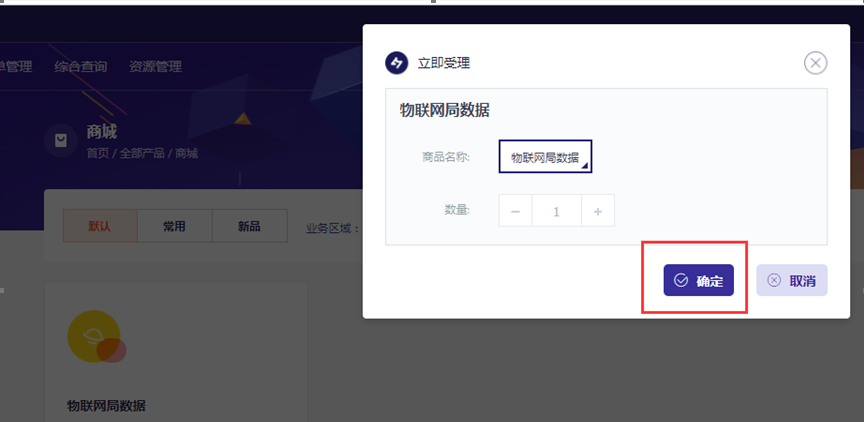 单管理 综合查询 资源管理
商城
首页 / 全部产品 / 商城
默认 常用 新品 业务区域：
物联网局数据
立即受理
物联网局数据
商品名称: 物联网局数据
数量: － 1 +
确定 取消